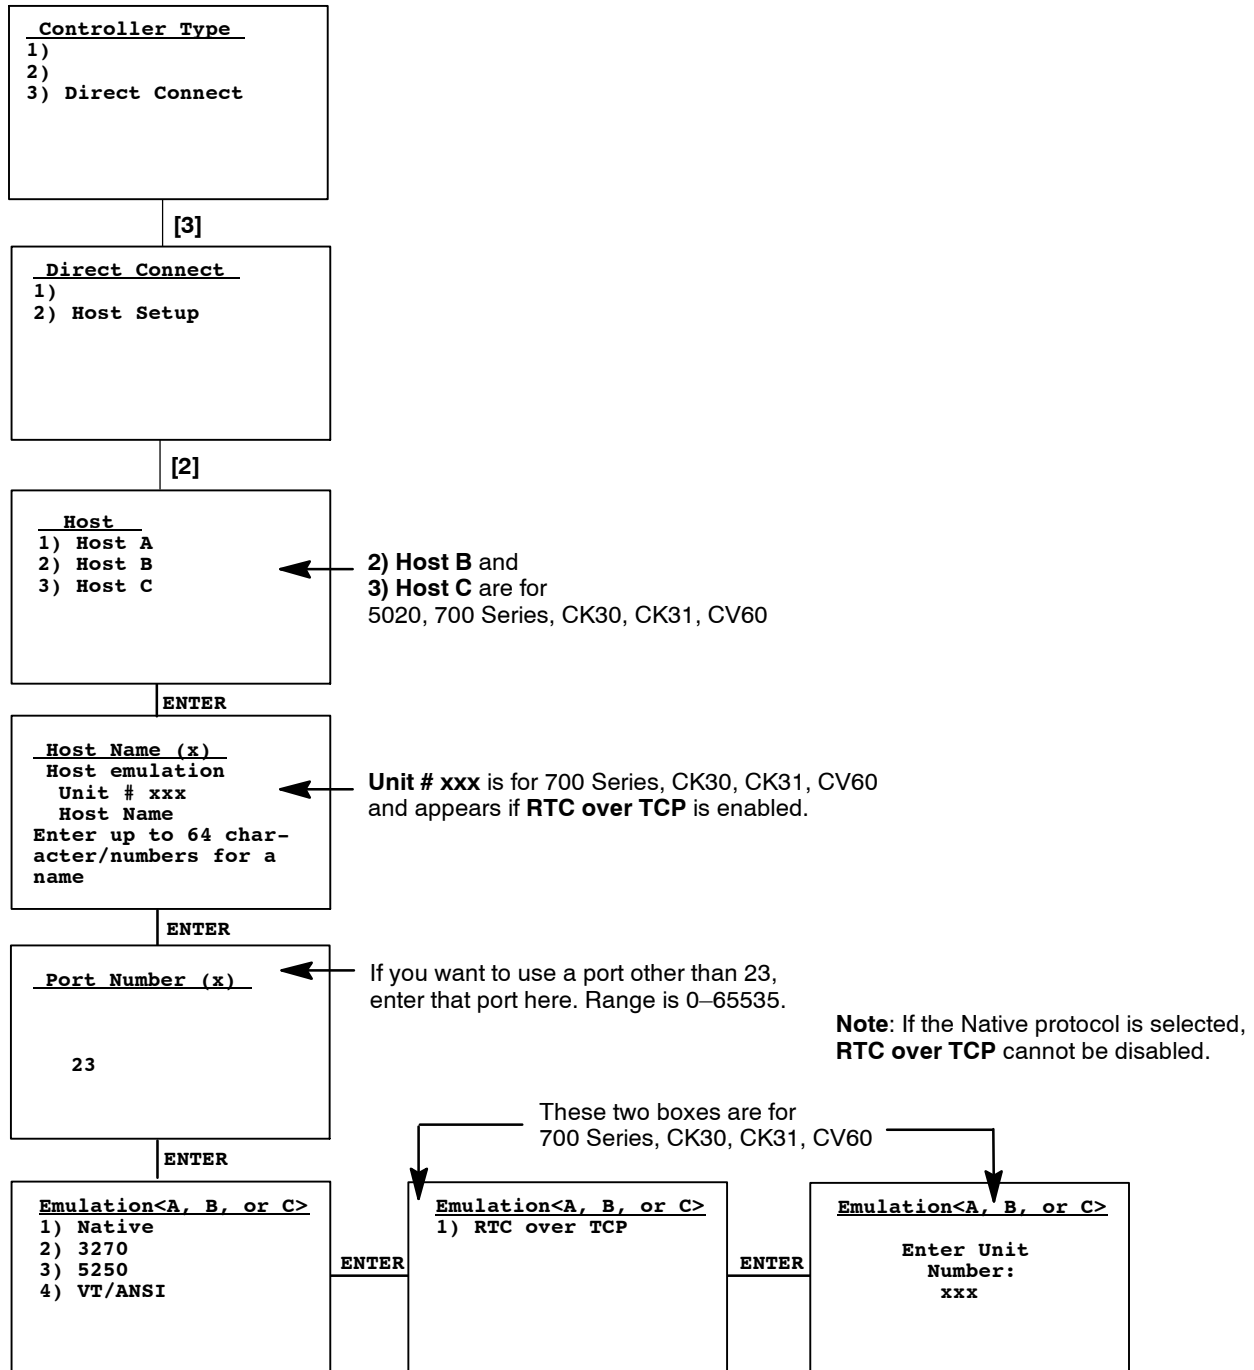 Controller Type
1)
2)
3) Direct Connect
[3]
Direct Connect
1)
2) Host Setup
[2]
Host
1) Host A
2) Host B
3) Host C
2) Host B and
3) Host C are for
5020, 700 Series, CK30, CK31, CV60
ENTER
Host Name (x)
Host emulation
Unit # xxx
Host Name
Enter up to 64 char-
acter/numbers for a
name
Unit # xxx is for 700 Series, CK30, CK31, CV60
and appears if RTC over TCP is enabled.
ENTER
Port Number (x)
23
If you want to use a port other than 23,
enter that port here. Range is 0–65535.
Note: If the Native protocol is selected,
RTC over TCP cannot be disabled.
These two boxes are for
700 Series, CK30, CK31, CV60
ENTER
Emulation<A, B, or C>
1) Native
2) 3270
3) 5250
4) VT/ANSI
ENTER
Emulation<A, B, or C>
1) RTC over TCP
ENTER
Emulation<A, B, or C>
Enter Unit
Number:
xxx